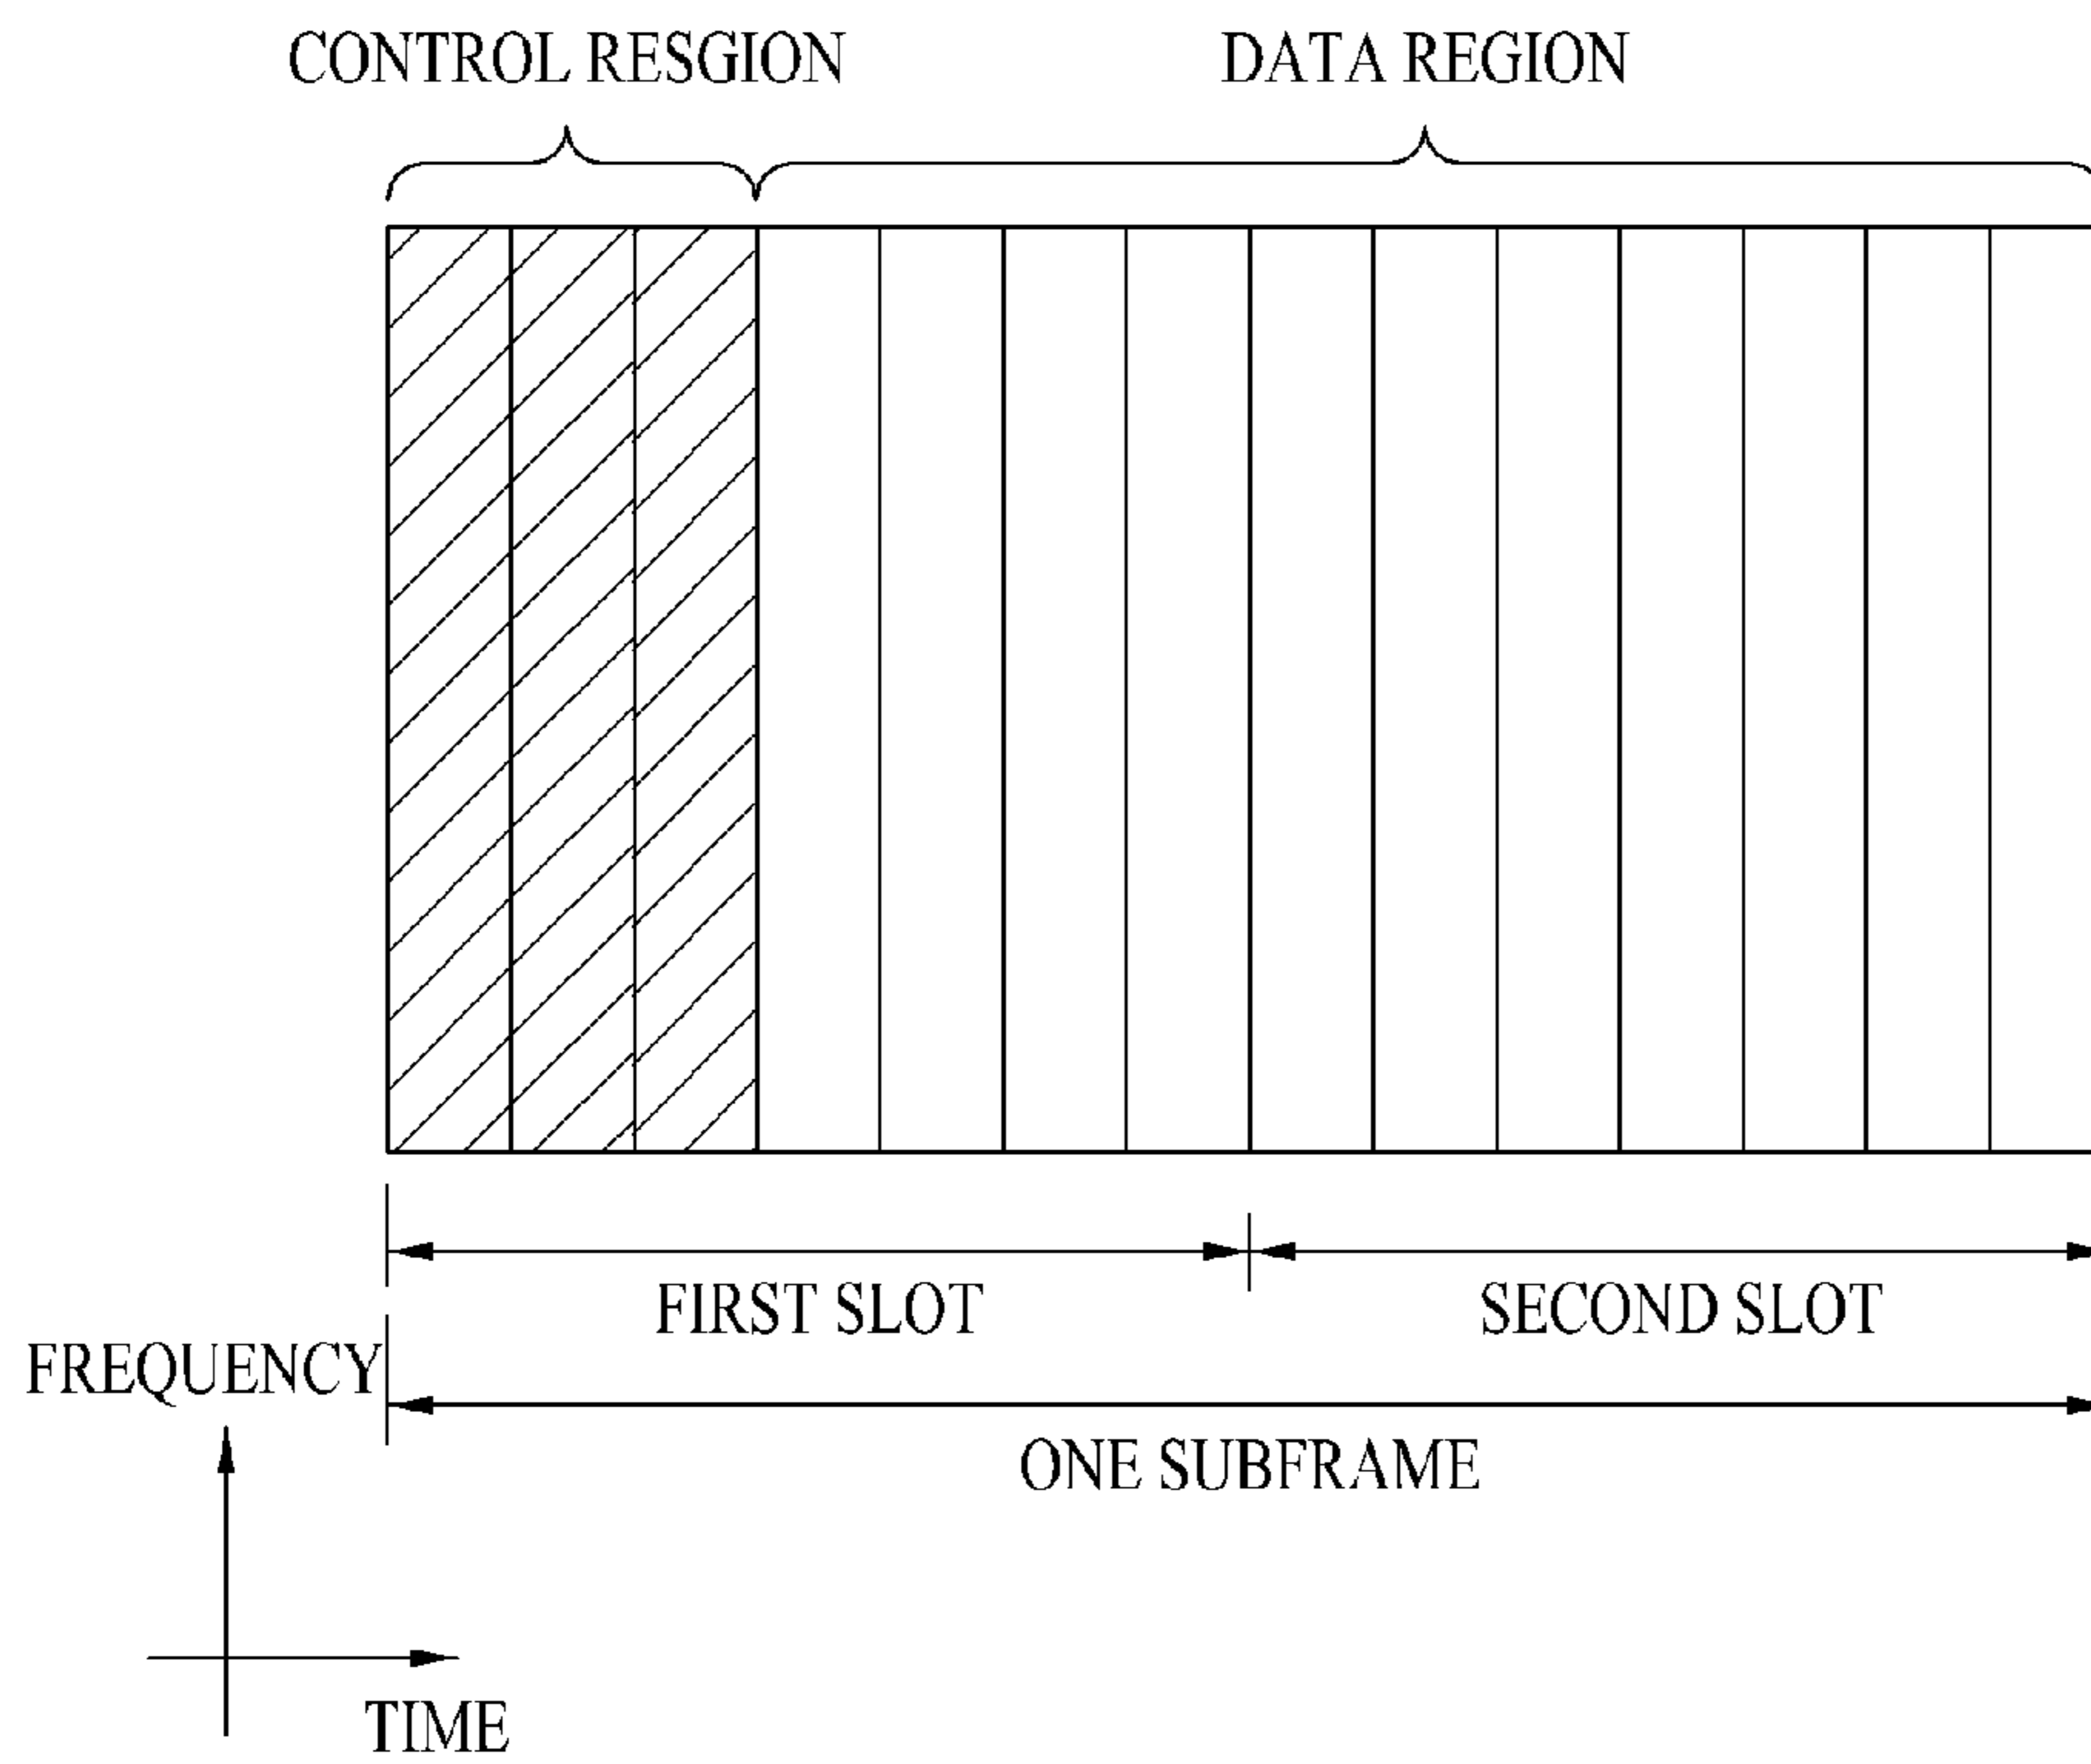 CONTROL RESGION
DATA REGION
FIRST SLOT
SECOND SLOT
FREQUENCY
ONE SUBFRAME
TIME